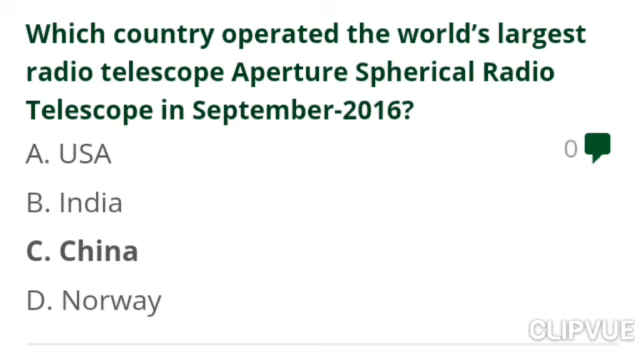 Which country operated the world's largest
radio telescope Aperture Spherical Radio
Telescope in September-2016?
A. USA
0
B. India
C. China
D. Norway
CLIPVUE